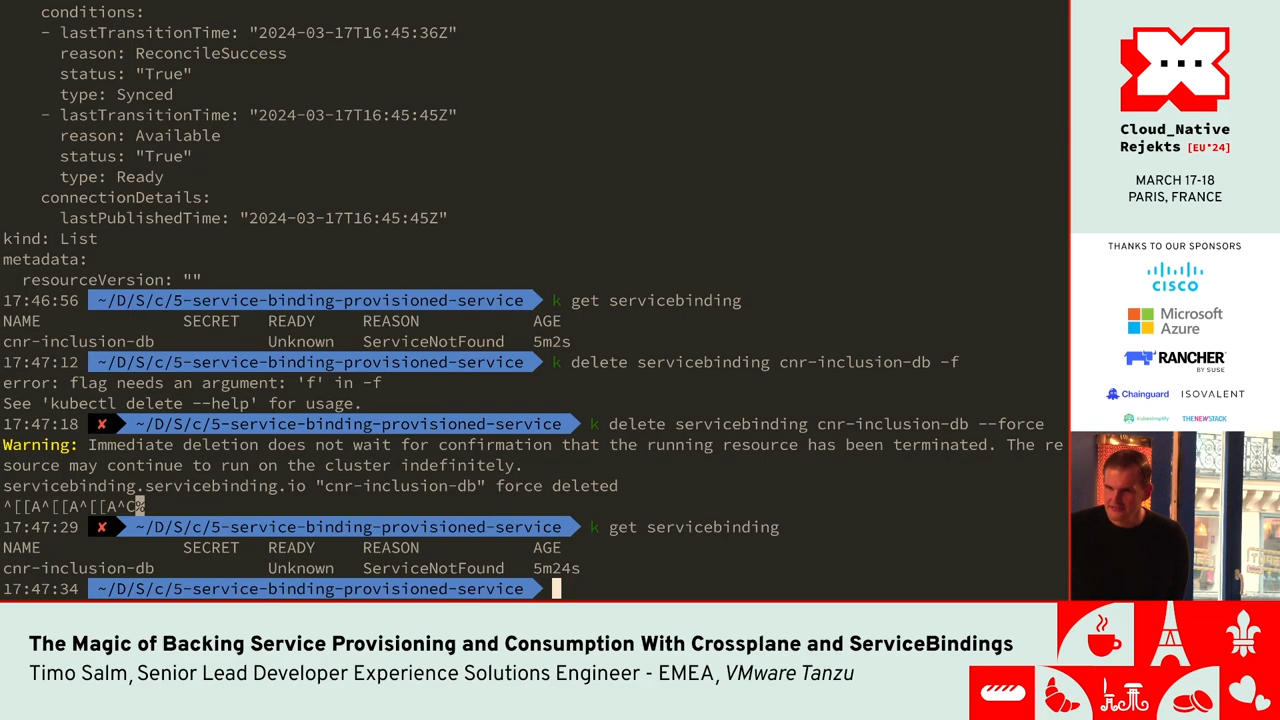 conditions:
- lastTransitionTime: "2024-03-17T16:45:36Z"
reason: ReconcileSuccess
status: "True"
type: Synced
- lastTransitionTime: "2024-03-17T16:45:45Z"
reason: Available
status: "True"
type: Ready
connectionDetails:
lastPublishedTime: "2024-03-17T16:45:45Z"
kind: List
metadata:
resourceVersion: ""
17:46:56 ~/D/S/c/5-service-binding-provisioned-service k get servicebinding
NAME SECRET READY REASON AGE
cnr-inclusion-db Unknown ServiceNotFound 5m2s
17:47:12 ~/D/S/c/5-service-binding-provisioned-service k delete servicebinding cnr-inclusion-db -f
error: flag needs an argument: 'f' in -f
See 'kubectl delete --help' for usage.
17:47:18 ✘ ~/D/S/c/5-service-binding-provisioned-service k delete servicebinding cnr-inclusion-db --force
Warning: Immediate deletion does not wait for confirmation that the running resource has been terminated. The re
source may continue to run on the cluster indefinitely.
servicebinding.servicebinding.io "cnr-inclusion-db" force deleted
^[[A^[[A^[[A^C%
17:47:29 ✘ ~/D/S/c/5-service-binding-provisioned-service k get servicebinding
NAME SECRET READY REASON AGE
cnr-inclusion-db Unknown ServiceNotFound 5m24s
17:47:34 ~/D/S/c/5-service-binding-provisioned-service
Cloud_Native
Rejekts [EU*24]
MARCH 17-18
PARIS, FRANCE
THANKS TO OUR SPONSORS
CISCO
Microsoft
Azure
RANCHER
BY SUSE
Chainguard ISOVALENT
kubesimplify THENEWSTACK
The Magic of Backing Service Provisioning and Consumption With Crossplane and ServiceBindings
Timo Salm, Senior Lead Developer Experience Solutions Engineer - EMEA, VMware Tanzu